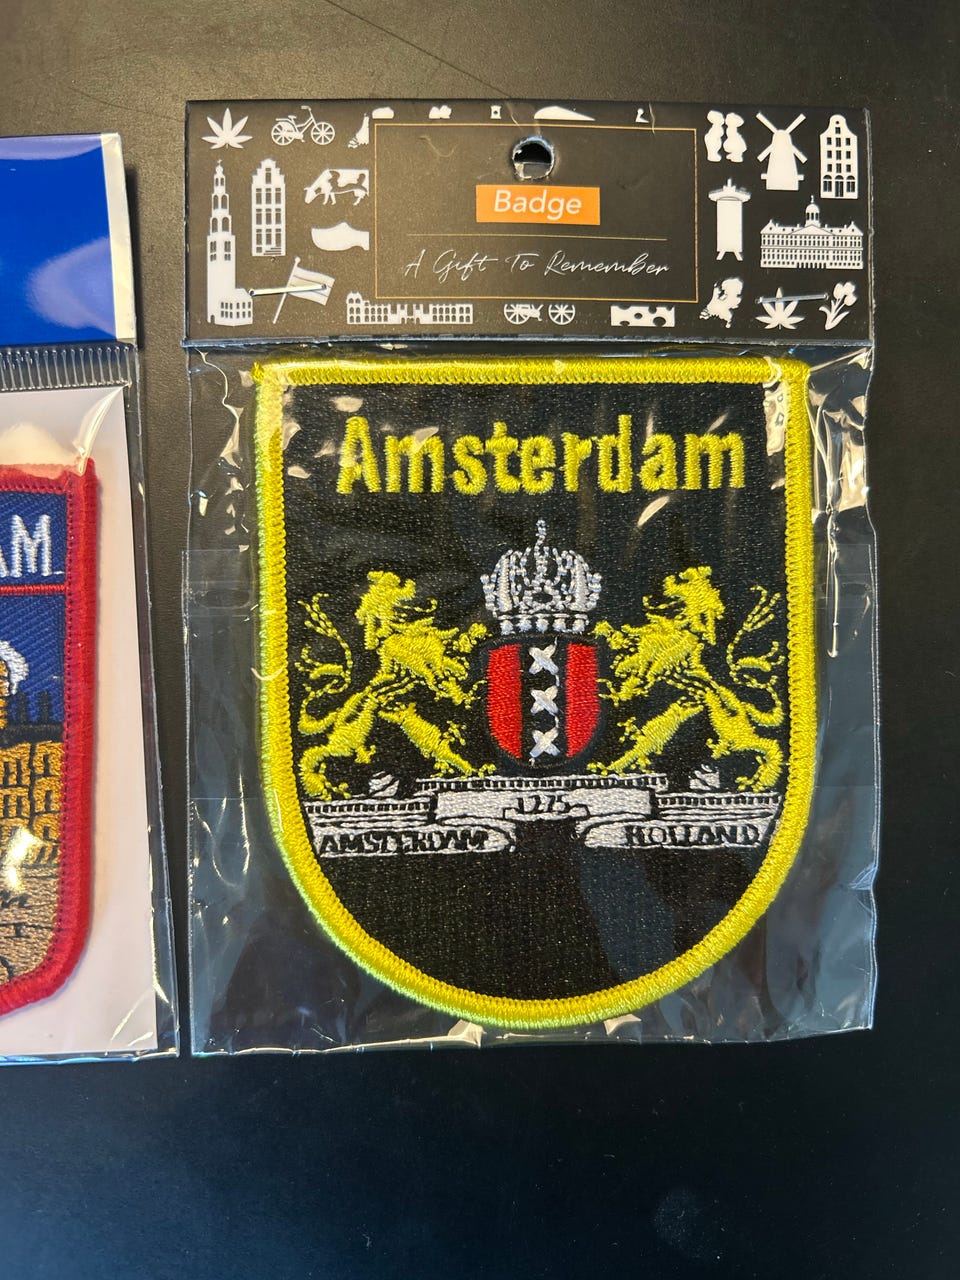 Badge
A Gift To Remember
Amsterdam
1275
AMSTERDAM HOLLAND
AM